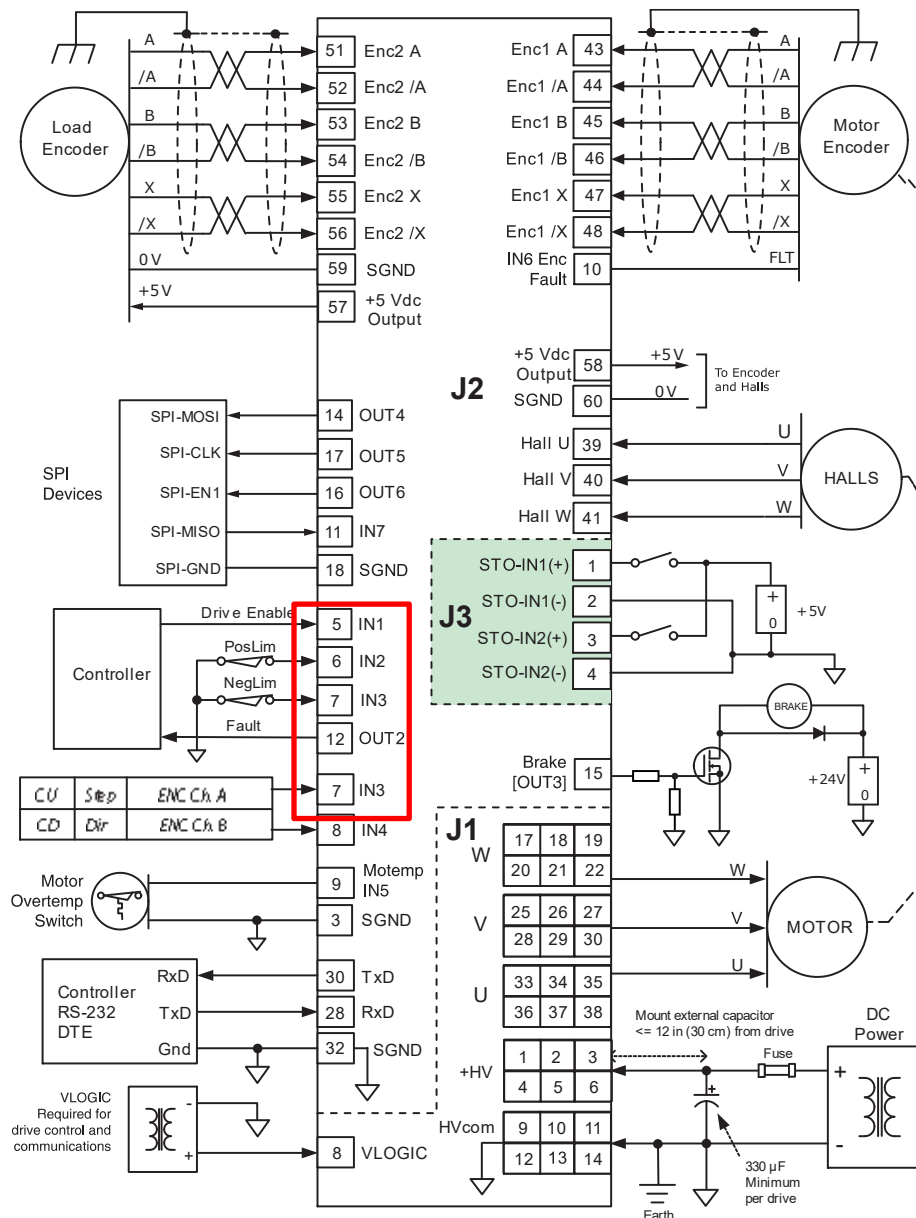 A
/A
B
/B
X
/X
0V
+5V
Load
Encoder
51 Enc2 A
52 Enc2 /A
53 Enc2 B
54 Enc2 /B
55 Enc2 X
56 Enc2 /X
59 SGND
57 +5 Vdc
Output
Enc1 A 43
Enc1 /A 44
Enc1 B 45
Enc1 /B 46
Enc1 X 47
Enc1 /X 48
IN6 Enc
Fault 10
A
/A
B
/B
X
/X
FLT
Motor
Encoder
J2
+5 Vdc
Output 58 +5V
SGND 60 0V
To Encoder
and Halls
SPI
Devices
SPI-MOSI 14 OUT4
SPI-CLK 17 OUT5
SPI-EN1 16 OUT6
SPI-MISO 11 IN7
SPI-GND 18 SGND
Hall U 39 U
Hall V 40 V
Hall W 41 W
HALLS
J3
STO-IN1(+) 1
STO-IN1(-) 2
STO-IN2(+) 3
STO-IN2(-) 4
+
0
+5V
Controller
Drive Enable 5 IN1
PosLim 6 IN2
NegLim 7 IN3
Fault 12 OUT2
CU Step ENC Ch. A 7 IN3
CD Dir ENC Ch. B 8 IN4
Brake
[OUT3] 15
BRAKE
+24V
+
0
Motor
Overtemp
Switch
9 Motemp
IN5
3 SGND
J1
W
17 18 19
20 21 22
W
V
25 26 27
28 29 30
V
U
33 34 35
36 37 38
U
MOTOR
Controller
RS-232
DTE
RxD 30 TxD
TxD 28 RxD
Gnd 32 SGND
Mount external capacitor
<= 12 in (30 cm) from drive
DC
Power
Fuse
+HV
1 2 3
4 5 6
+
+
HVcom
9 10 11
12 13 14
-
330 µF
Minimum
per drive
Earth
VLOGIC
Required for
drive control and
communications
-
+
8 VLOGIC